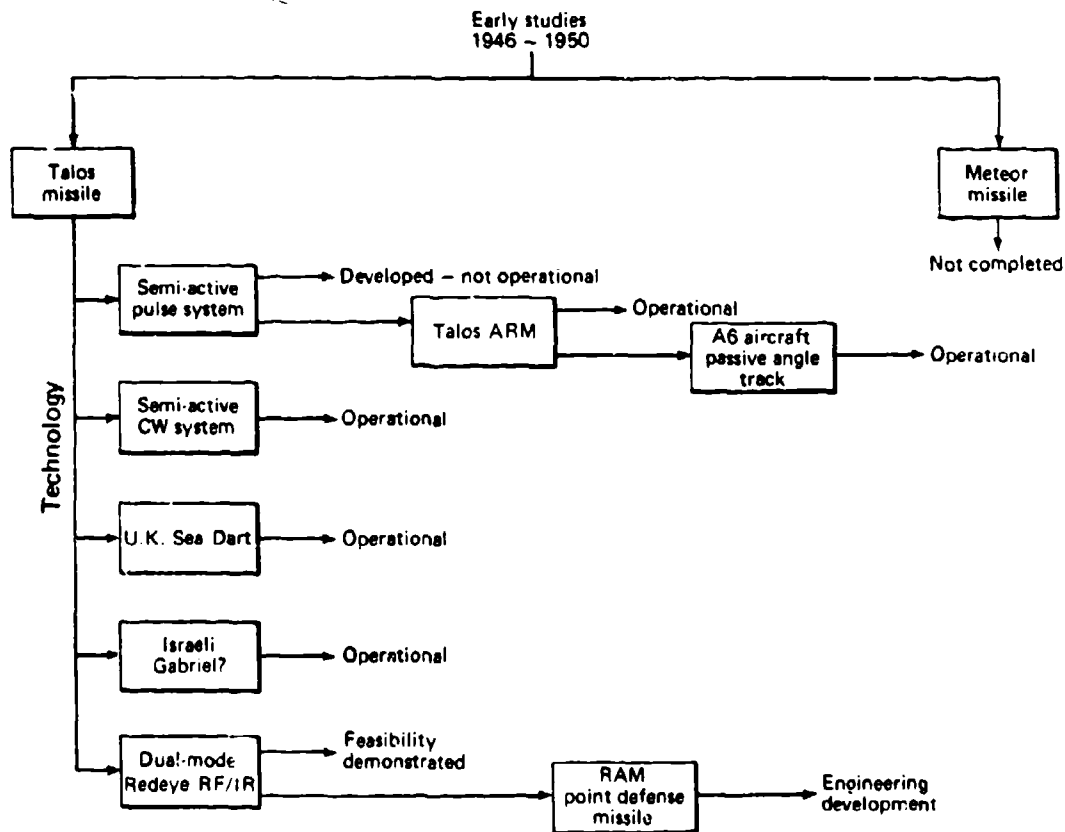 Early studies
1946 ~ 1950
Talos
missile
Meteor
missile
Not completed
Technology
Semi-active
pulse system
Developed – not operational
Talos ARM
Operational
A6 aircraft
passive angle
track
Operational
Semi-active
CW system
Operational
U.K. Sea Dart
Operational
Israeli
Gabriel?
Operational
Dual-mode
Redeye RF/IR
Feasibility
demonstrated
RAM
point defense
missile
Engineering
development